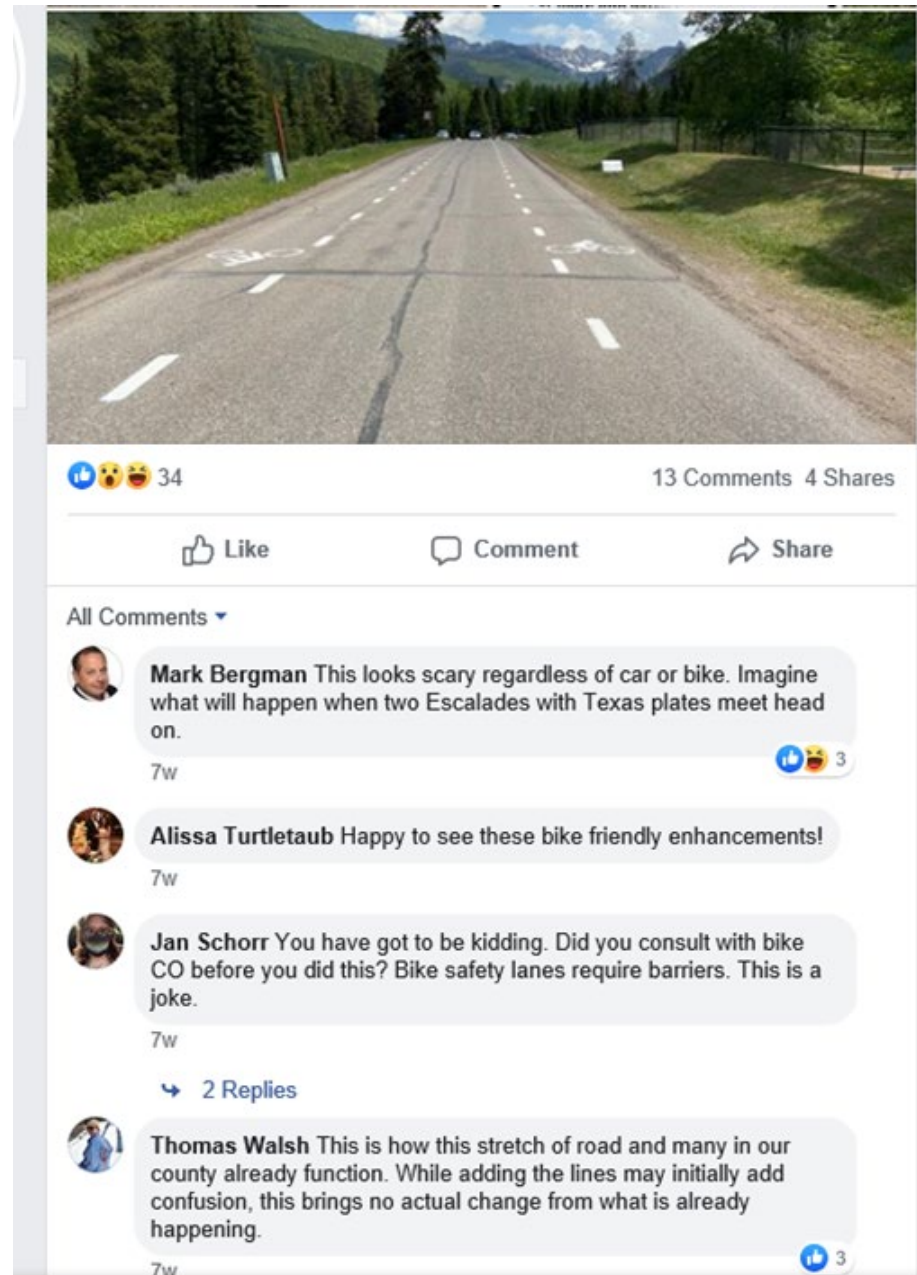 34
13 Comments 4 Shares
Like Comment Share
All Comments
Mark Bergman This looks scary regardless of car or bike. Imagine
what will happen when two Escalades with Texas plates meet head
on.
3
7w
Alissa Turtletaub Happy to see these bike friendly enhancements!
7w
Jan Schorr You have got to be kidding. Did you consult with bike
CO before you did this? Bike safety lanes require barriers. This is a
joke.
7w
2 Replies
Thomas Walsh This is how this stretch of road and many in our
county already function. While adding the lines may initially add
confusion, this brings no actual change from what is already
happening.
3
7w